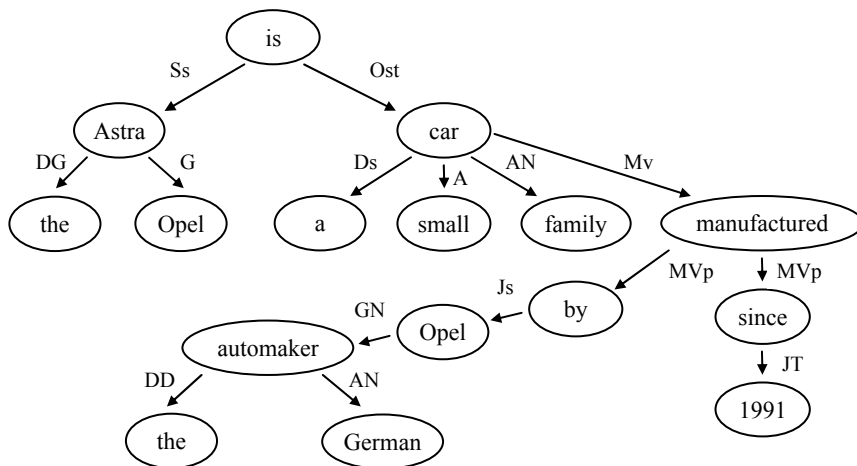 is
Ss Ost
Astra car
DG G Ds A AN Mv
the Opel a small family manufactured
MVp MVp
GN Js by since
automaker Opel
DD AN JT
the German 1991